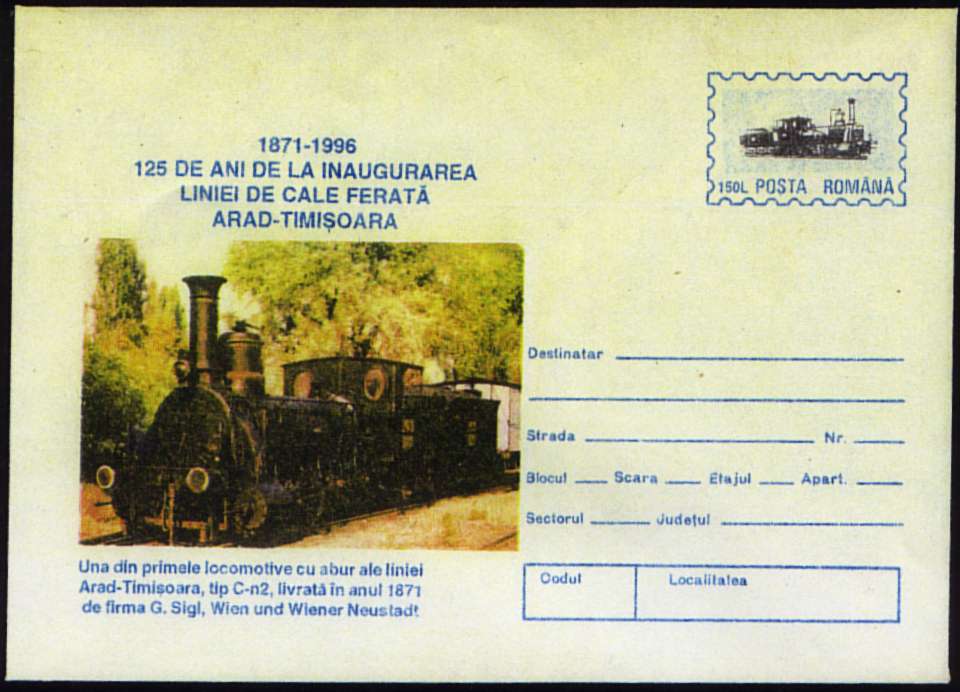 1871-1996
125 DE ANI DE LA INAUGURAREA
LINIEI DE CALE FERATĂ
ARAD-TIMIȘOARA
150L POȘTA ROMÂNĂ
Destinatar
Strada Nr.
Blocul Scara Etajul Apart.
Sectorul Județul
Codul Localitatea
Una din primele locomotive cu abur ale liniei
Arad-Timișoara, tip C-n2, livrată în anul 1871
de firma G. Sigl, Wien und Wiener Neustadt